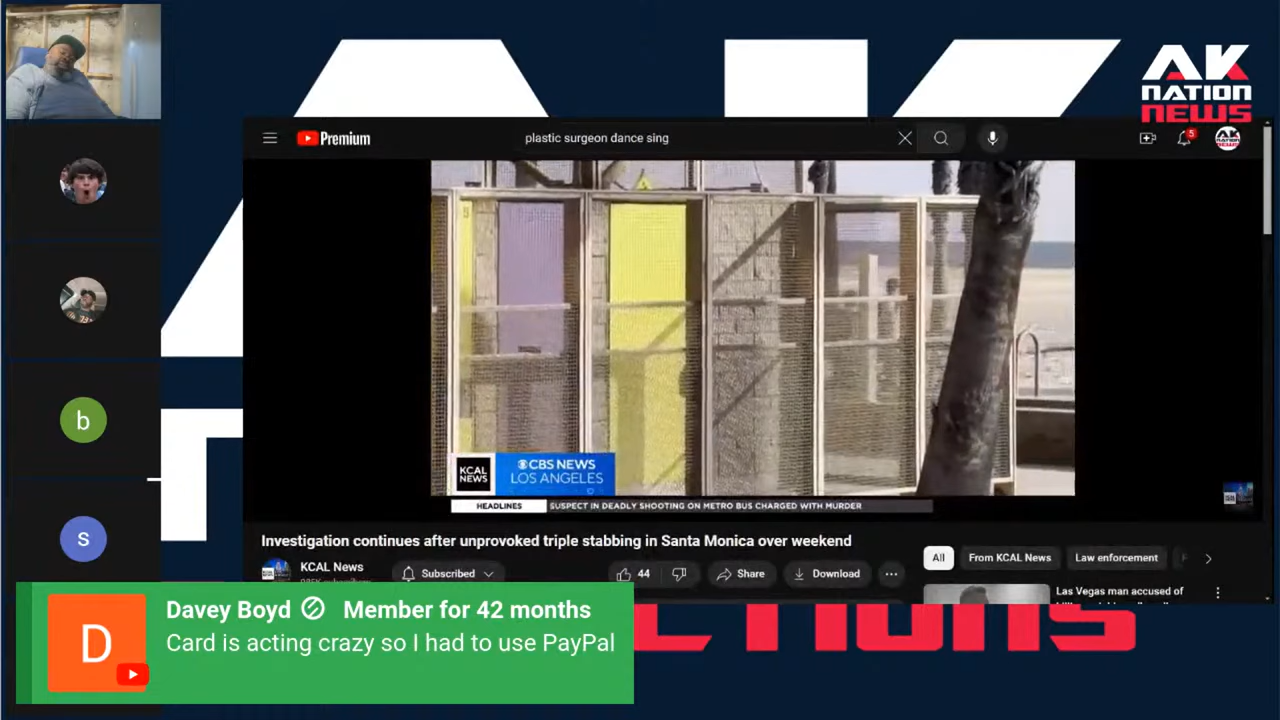 AK
NATION
NEWS
Premium
plastic surgeon dance sing
5
AK
KCAL
NEWS
CBS NEWS
LOS ANGELES
HEADLINES
SUSPECT IN DEADLY SHOOTING ON METRO BUS CHARGED WITH MURDER
Investigation continues after unprovoked triple stabbing in Santa Monica over weekend
KCAL News
Subscribed
44
Share
Download
All
From KCAL News
Law enforcement
Las Vegas man accused of
b
s
D
Davey Boyd
Member for 42 months
Card is acting crazy so I had to use PayPal